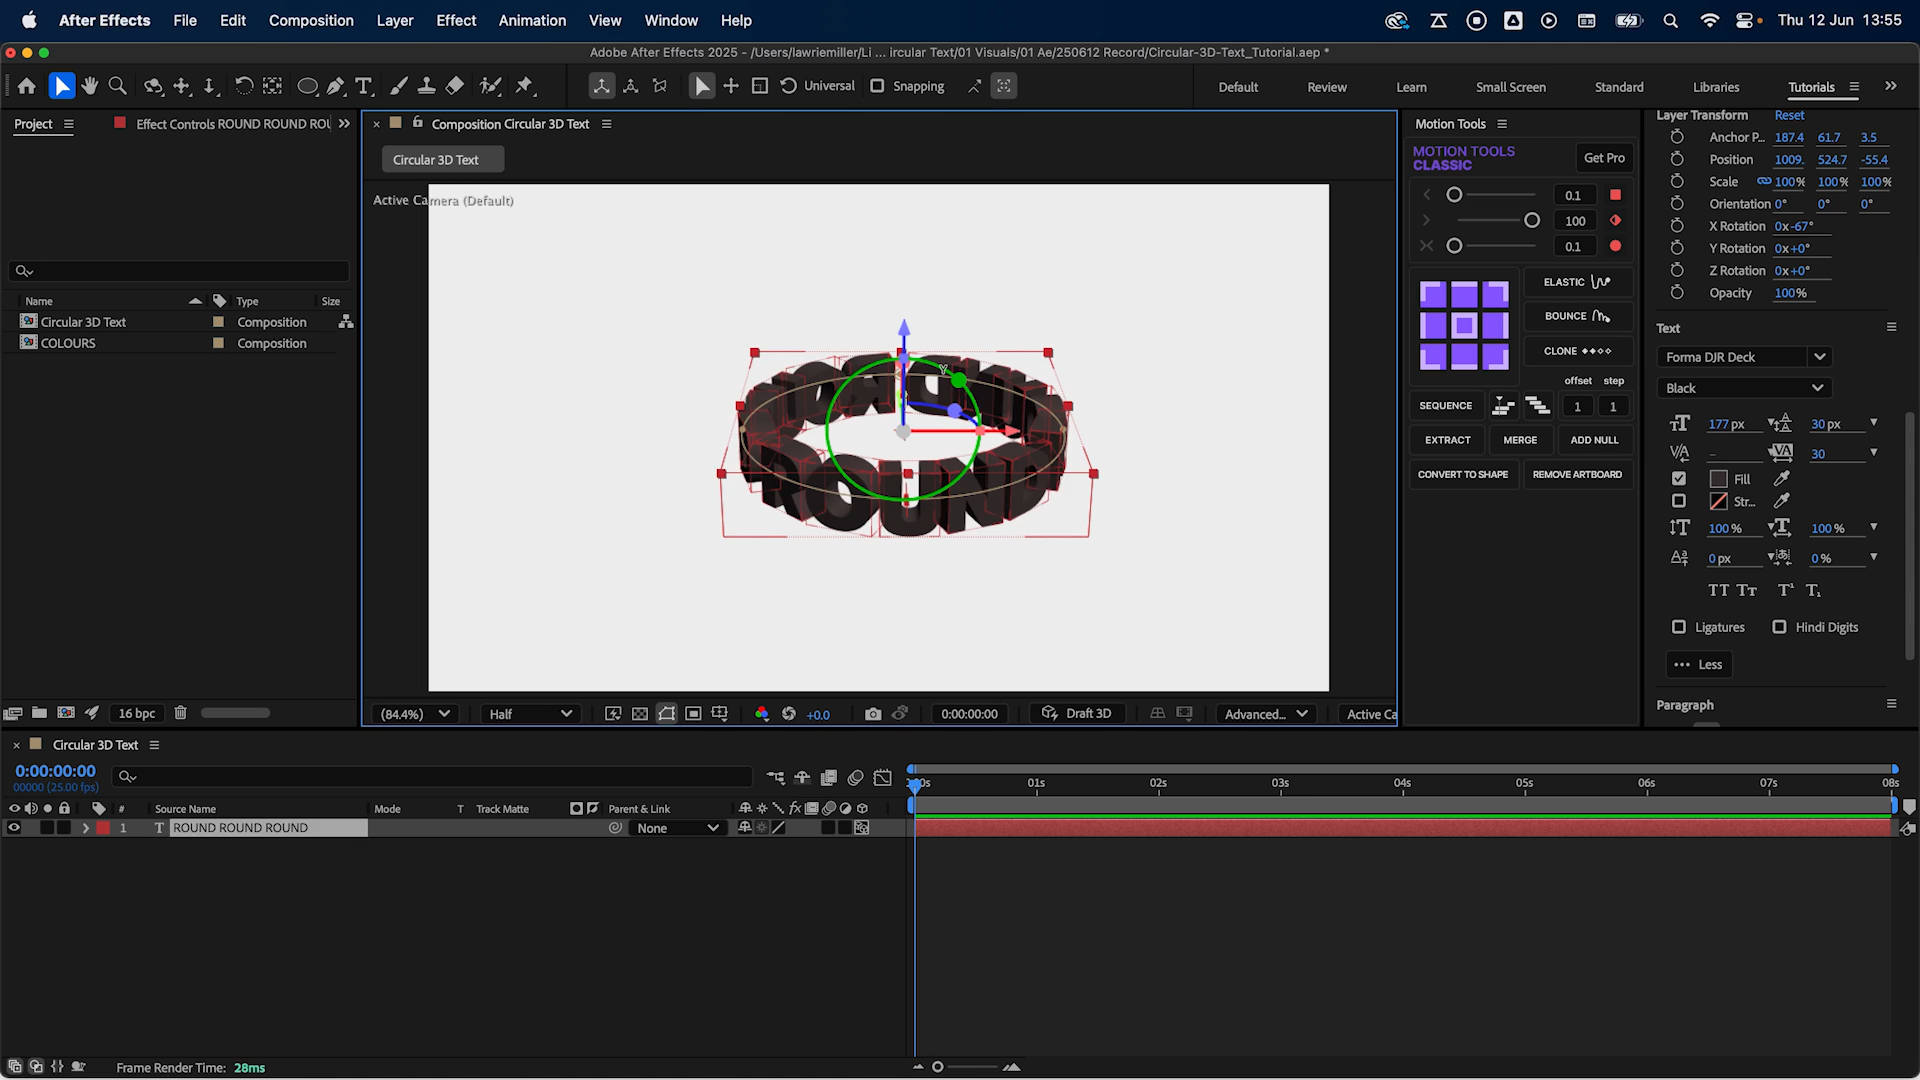 After Effects File Edit Composition Layer Effect Animation View Window Help
Thu 12 Jun 13:55
Adobe After Effects 2025 - /Users/lawriemiller/Li ... ircular Text/01 Visuals/01 Ae/250612 Record/Circular-3D-Text_Tutorial.aep *
Universal Snapping
Default Review Learn Small Screen Standard Libraries Tutorials
Project
Effect Controls ROUND ROUND ROU
Composition Circular 3D Text
Circular 3D Text
Active Camera (Default)
Name Type Size
Circular 3D Text Composition
COLOURS Composition
16 bpc
Y
ROUND
(84.4%) Half +0.0 0:00:00:00 Draft 3D Advanced... Active Ca
Motion Tools
MOTION TOOLS
CLASSIC
Get Pro
0.1
100
0.1
ELASTIC
BOUNCE
CLONE
offset step
SEQUENCE 1 1
EXTRACT MERGE ADD NULL
CONVERT TO SHAPE REMOVE ARTBOARD
Layer Transform Reset
Anchor P... 187.4 61.7 3.5
Position 1009. 524.7 -55.4
Scale 100% 100% 100%
Orientation 0° 0° 0°
X Rotation 0x-67°
Y Rotation 0x+0°
Z Rotation 0x+0°
Opacity 100%
Text
Forma DJR Deck
Black
177 px 30 px
– 30
Fill
Str...
100 % 100 %
0 px 0 %
TT Tт T¹ T₁
Ligatures Hindi Digits
Less
Paragraph
Circular 3D Text
0:00:00:00
00000 (25.00 fps)
:00s 01s 02s 03s 04s 05s 06s 07s 08s
# Source Name Mode T Track Matte Parent & Link
1 T ROUND ROUND ROUND None
Frame Render Time: 28ms